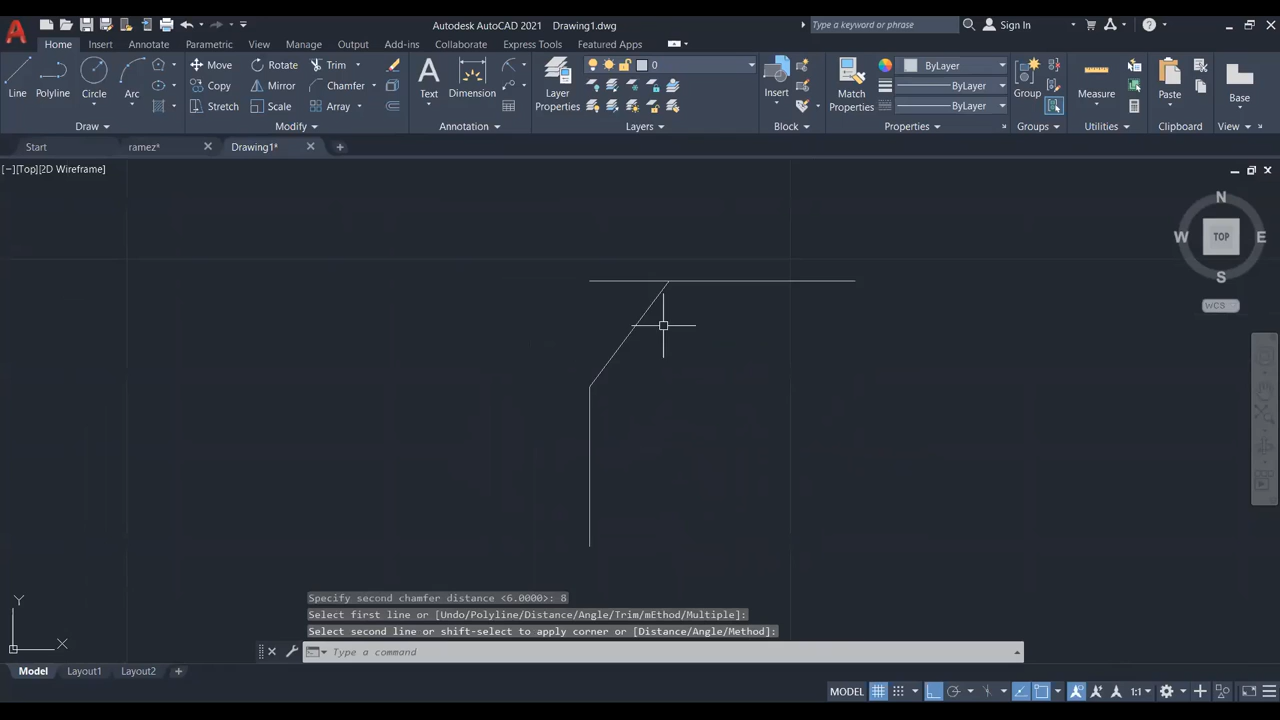 Autodesk AutoCAD 2021 Drawing1.dwg
Type a keyword or phrase
Sign In
Home Insert Annotate Parametric View Manage Output Add-ins Collaborate Express Tools Featured Apps
Line
Polyline
Circle
Arc
Draw
Move
Rotate
Trim
Copy
Mirror
Chamfer
Stretch
Scale
Array
Modify
Text
Dimension
Annotation
Layer
Properties
0
Layers
Insert
Block
Match
Properties
ByLayer
ByLayer
ByLayer
Properties
Group
Groups
Measure
Utilities
Paste
Clipboard
Base
View
Start
ramez*
Drawing1*
[−][Top][2D Wireframe]
N
W
TOP
E
S
WCS
Y
X
Specify second chamfer distance <6.0000>: 8
Select first line or [Undo/Polyline/Distance/Angle/Trim/mEthod/Multiple]:
Select second line or shift-select to apply corner or [Distance/Angle/Method]:
Type a command
Model Layout1 Layout2 +
MODEL
1:1